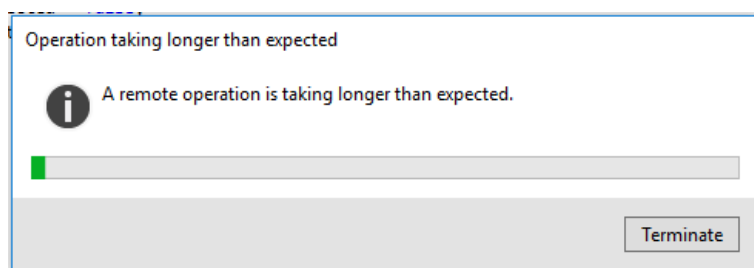 Operation taking longer than expected
A remote operation is taking longer than expected.
Terminate